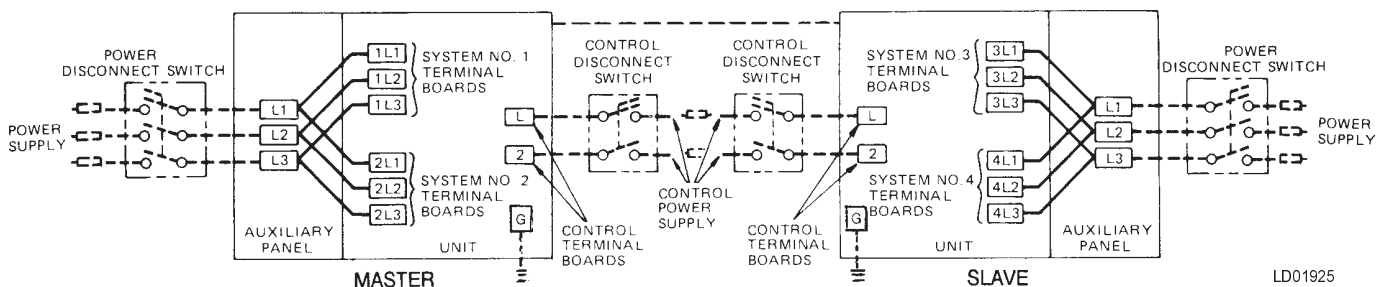 POWER
DISCONNECT SWITCH
POWER
SUPPLY
L1
L2
L3
AUXILIARY
PANEL
1L1
1L2
1L3
SYSTEM NO. 1
TERMINAL
BOARDS
2L1
2L2
2L3
SYSTEM NO. 2
TERMINAL
BOARDS
L
2
G
UNIT
MASTER
CONTROL
DISCONNECT
SWITCH
CONTROL
DISCONNECT
SWITCH
CONTROL
TERMINAL
BOARDS
CONTROL
POWER
SUPPLY
CONTROL
TERMINAL
BOARDS
L
2
G
SYSTEM NO.3
TERMINAL
BOARDS
3L1
3L2
3L3
SYSTEM NO.4
TERMINAL
BOARDS
4L1
4L2
4L3
UNIT
SLAVE
L1
L2
L3
AUXILIARY
PANEL
POWER
DISCONNECT SWITCH
POWER
SUPPLY
LD01925